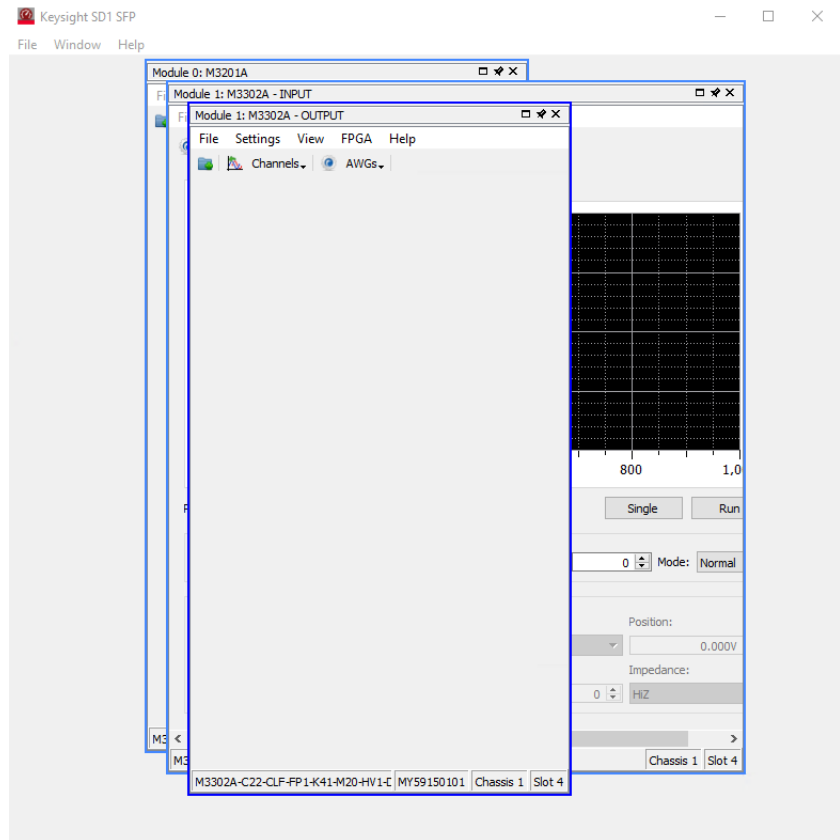 Keysight SD1 SFP
File Window Help
Module 0: M3201A
Module 1: M3302A - INPUT
Module 1: M3302A - OUTPUT
File Settings View FPGA Help
Channels AWGs
800 1,0
Single Run
0 Mode: Normal
Position:
0.000V
Impedance:
0 HiZ
M3
M3 Chassis 1 Slot 4
M3302A-C22-CLF-FP1-K41-M20-HV1-D MY59150101 Chassis 1 Slot 4